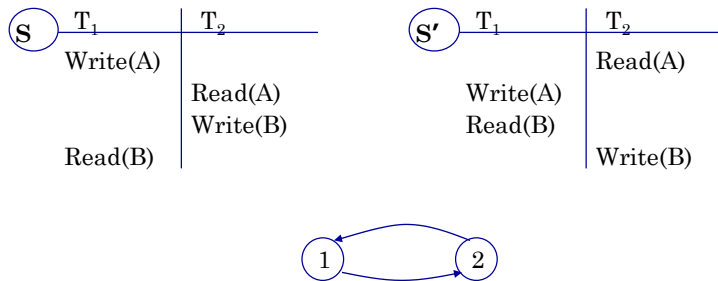 S T₁ T₂
Write(A)
Read(A)
Write(B)
Read(B)
S′ T₁ T₂
Read(A)
Write(A)
Read(B)
Write(B)
1 2